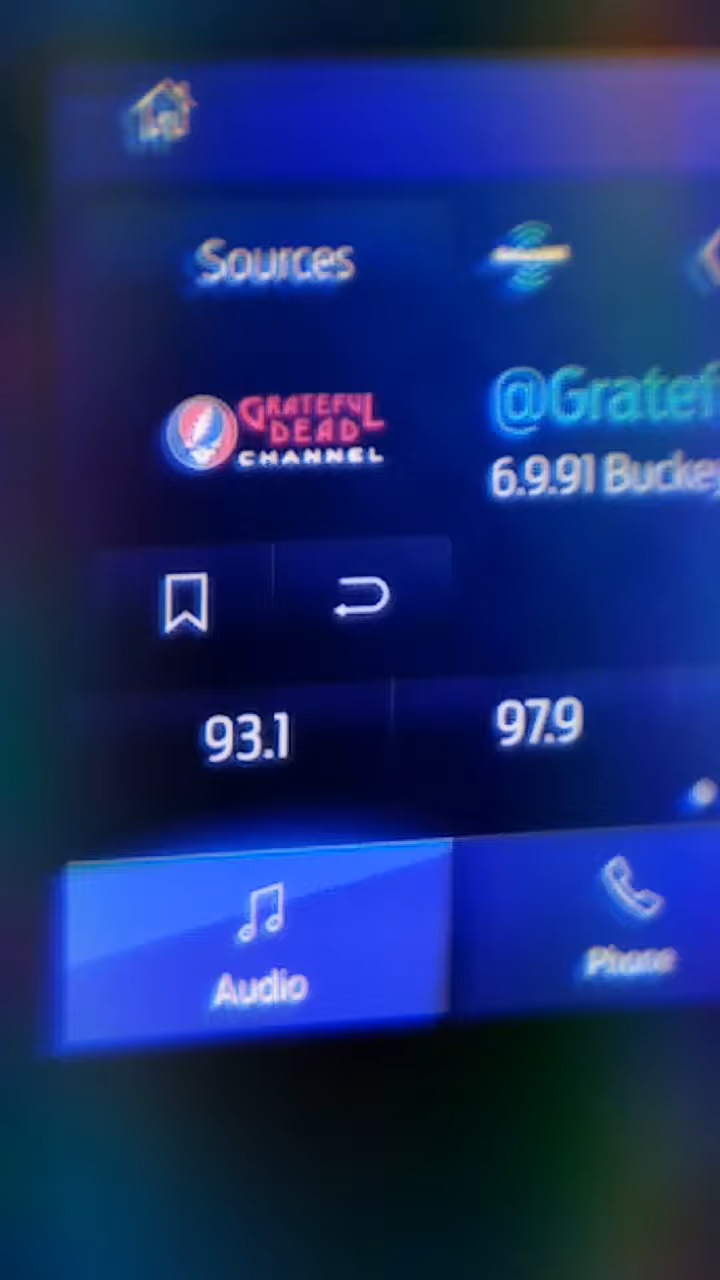 Sources
GRATEFUL
DEAD
CHANNEL
@Gratef
6.9.91 Buckey
93.1
97.9
Audio
Phone